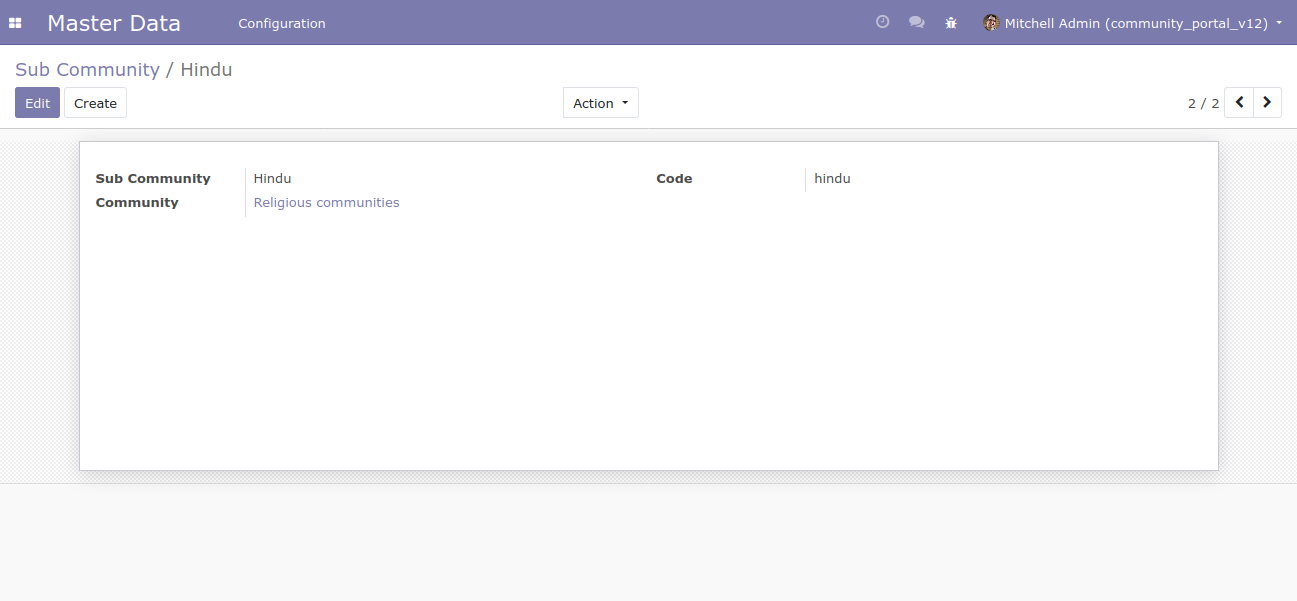 Master Data Configuration Mitchell Admin (community_portal_v12)
Sub Community / Hindu
Edit Create Action 2 / 2
Sub Community Hindu Code hindu
Community Religious communities